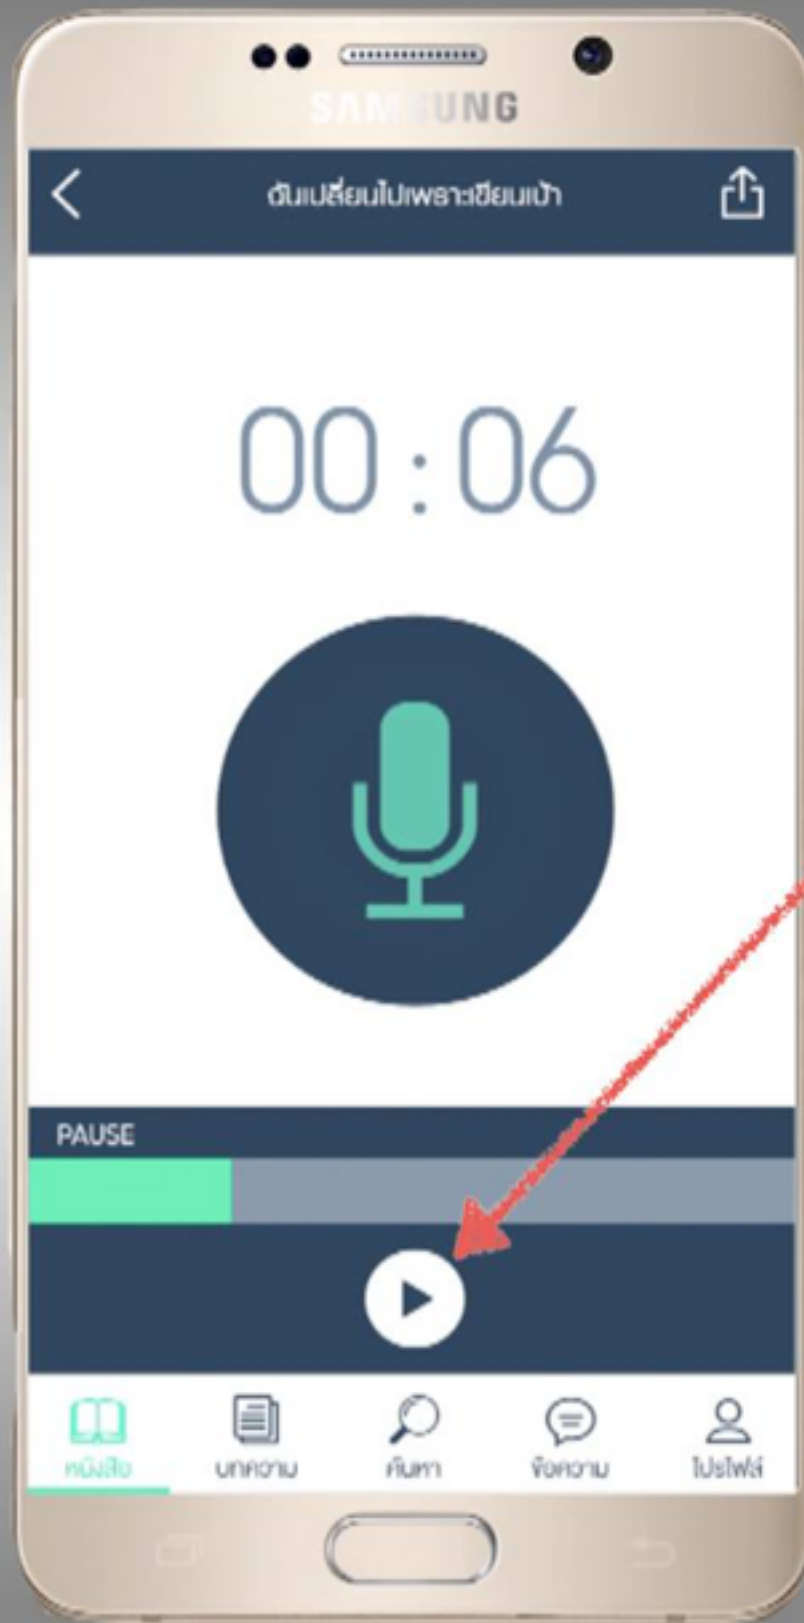 SAMSUNG
ฉันเปลี่ยนไปเพราะเขียนเป้า
00:06
PAUSE
หนังสือ
บทความ
ค้นหา
ข้อความ
โปรไฟล์